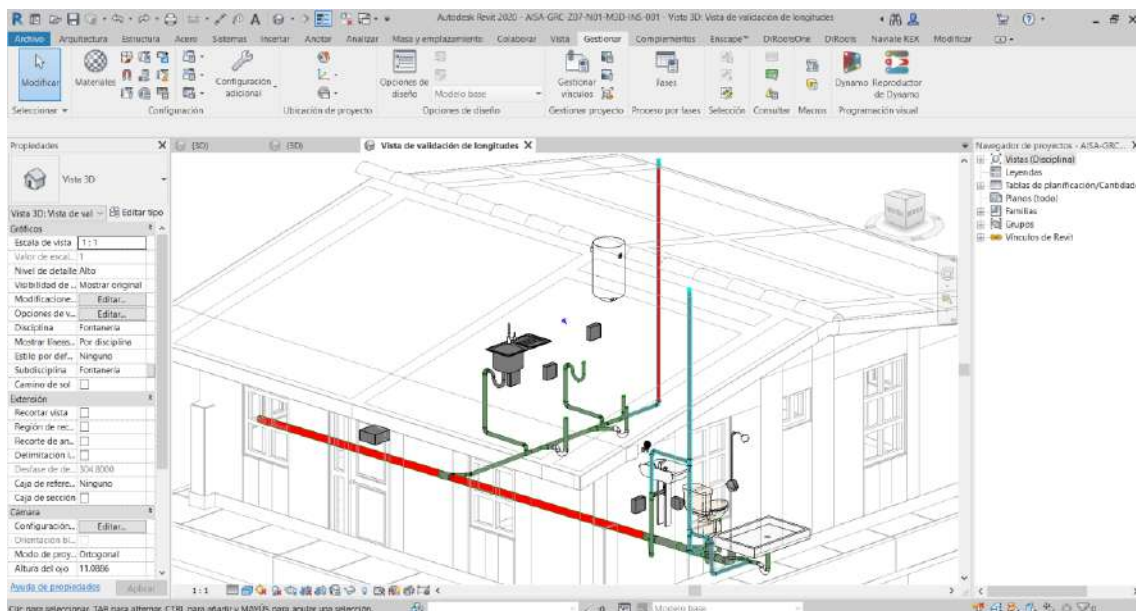 Autodesk Revit 2020 - AISA-GRC-Z07-N01-M3D-INS-001 - Vista 3D: Vista de validación de longitudes
Archivo Arquitectura Estructura Acero Sistemas Insertar Anotar Analizar Masa y emplazamiento Colaborar Vista Gestionar Complementos Enscape™ DiRootsOne DiRoots Naviate REX Modificar
Modificar Materiales Configuración adicional Opciones de diseño Modelo base Gestionar vínculos Fases Dynamo Reproductor de Dynamo
Seleccionar Configuración Ubicación de proyecto Opciones de diseño Gestionar proyecto Proceso por fases Selección Consultar Macros Programación visual
Propiedades X
{3D} {3D} Vista de validación de longitudes X
Navegador de proyectos - AISA-GRC... X
Vista 3D
Vista 3D: Vista de val Editar tipo
Gráficos
Escala de vista 1 : 1
Valor de escal... 1
Nivel de detalle Alto
Visibilidad de ... Mostrar original
Modificacione... Editar...
Opciones de v... Editar...
Disciplina Fontanería
Mostrar líneas... Por disciplina
Estilo por def... Ninguno
Subdisciplina Fontanería
Camino de sol
Extensión
Recortar vista
Región de rec...
Recorte de an...
Delimitación l...
Desfase de de... 304.8000
Caja de refere... Ninguno
Caja de sección
Cámara
Configuración... Editar...
Orientación bl...
Modo de proy... Ortogonal
Altura del ojo 11.0866
Ayuda de propiedades Aplicar
Vistas (Disciplina)
Leyendas
Tablas de planificación/Cantidad
Planos (todo)
Familias
Grupos
Vínculos de Revit
1 : 1
Clic para seleccionar, TAB para alternar, CTRL para añadir y MAYÚS para anular una selección.
: 0
Modelo base